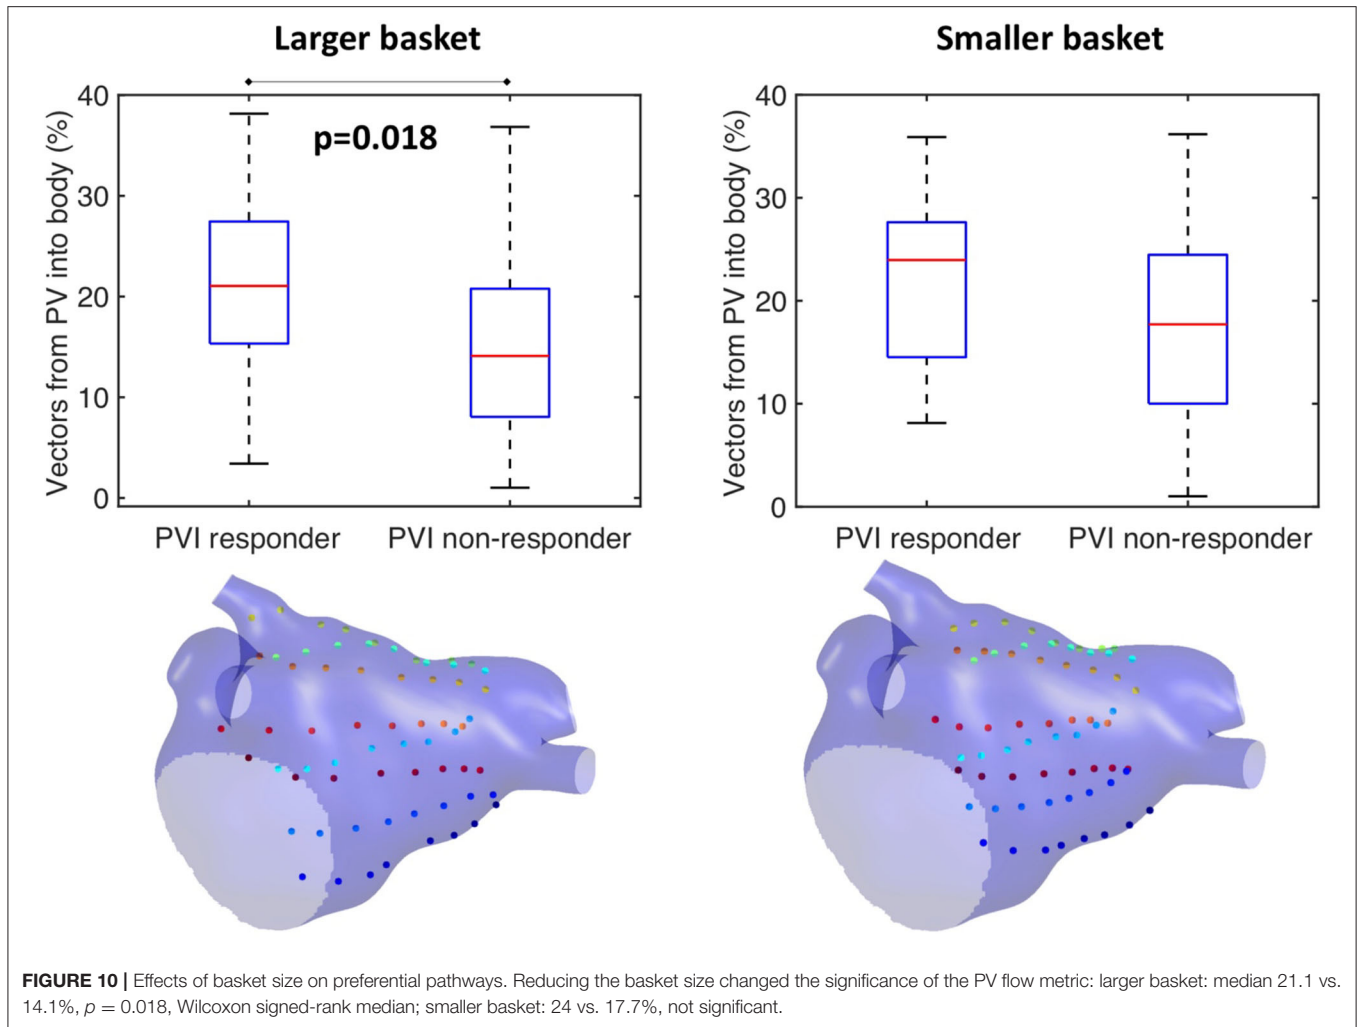 Larger basket
Smaller basket
Vectors from PV into body (%)
40
30
20
10
0
p=0.018
PVI responder
PVI non-responder
Vectors from PV into body (%)
40
30
20
10
0
PVI responder
PVI non-responder
FIGURE 10 | Effects of basket size on preferential pathways. Reducing the basket size changed the significance of the PV flow metric: larger basket: median 21.1 vs.
14.1%, p = 0.018, Wilcoxon signed-rank median; smaller basket: 24 vs. 17.7%, not significant.